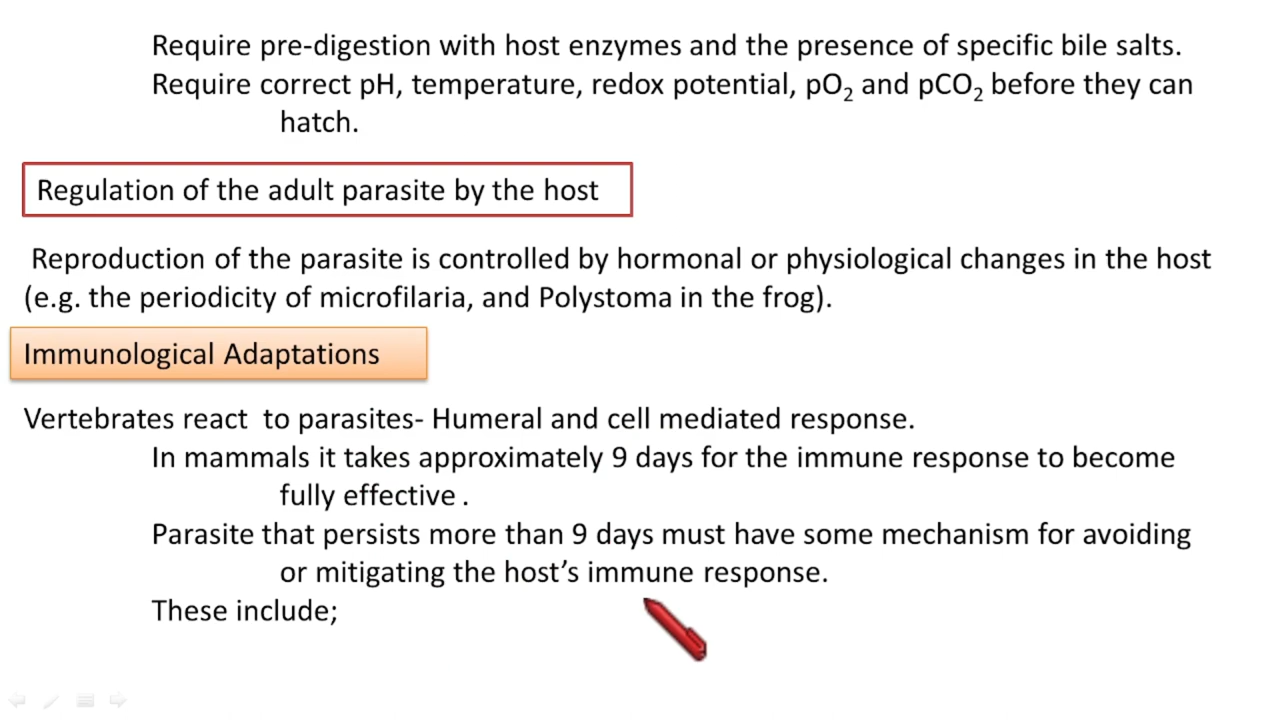 Require pre-digestion with host enzymes and the presence of specific bile salts.
Require correct pH, temperature, redox potential, pO₂ and pCO₂ before they can
hatch.
Regulation of the adult parasite by the host
Reproduction of the parasite is controlled by hormonal or physiological changes in the host
(e.g. the periodicity of microfilaria, and Polystoma in the frog).
Immunological Adaptations
Vertebrates react  to parasites- Humeral and cell mediated response.
In mammals it takes approximately 9 days for the immune response to become
fully effective .
Parasite that persists more than 9 days must have some mechanism for avoiding
or mitigating the host’s immune response.
These include;